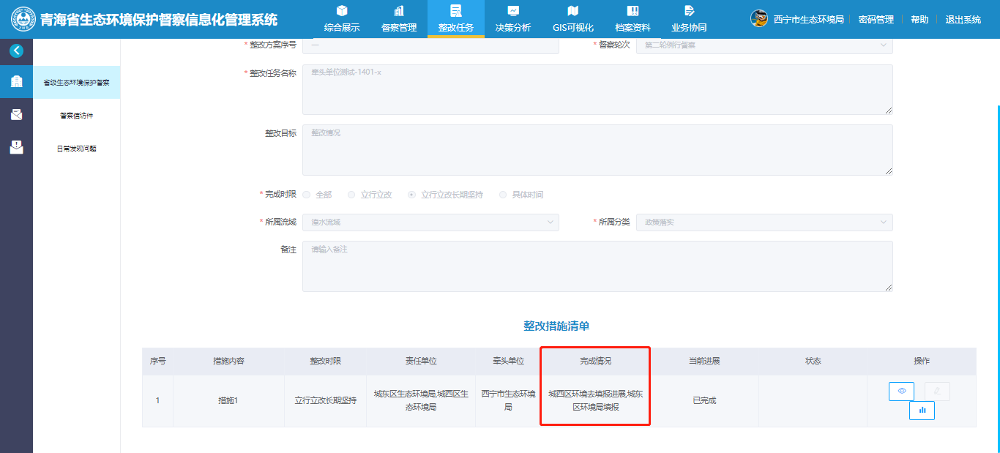 青海省生态环境保护督察信息化管理系统
综合展示
督察管理
整改任务
决策分析
GIS可视化
档案资料
业务协同
西宁市生态环境局
密码管理
帮助
退出系统
省级生态环境保护督察
督察信访件
日常发现问题
* 整改方案序号
一
* 督察轮次
第二轮例行督察
* 整改任务名称
牵头单位测试-1401-x
整改目标
整改情况
* 完成时限
全部
立行立改
立行立改长期坚持
具体时间
* 所属流域
湟水流域
* 所属分类
政策落实
备注
请输入备注
整改措施清单
序号
措施内容
整改时限
责任单位
牵头单位
完成情况
当前进展
状态
操作
1
措施1
立行立改长期坚持
城东区生态环境局,城西区生
态环境局
西宁市生态环境
局
城西区环境去填报进展,城东
区环境局填报
已完成